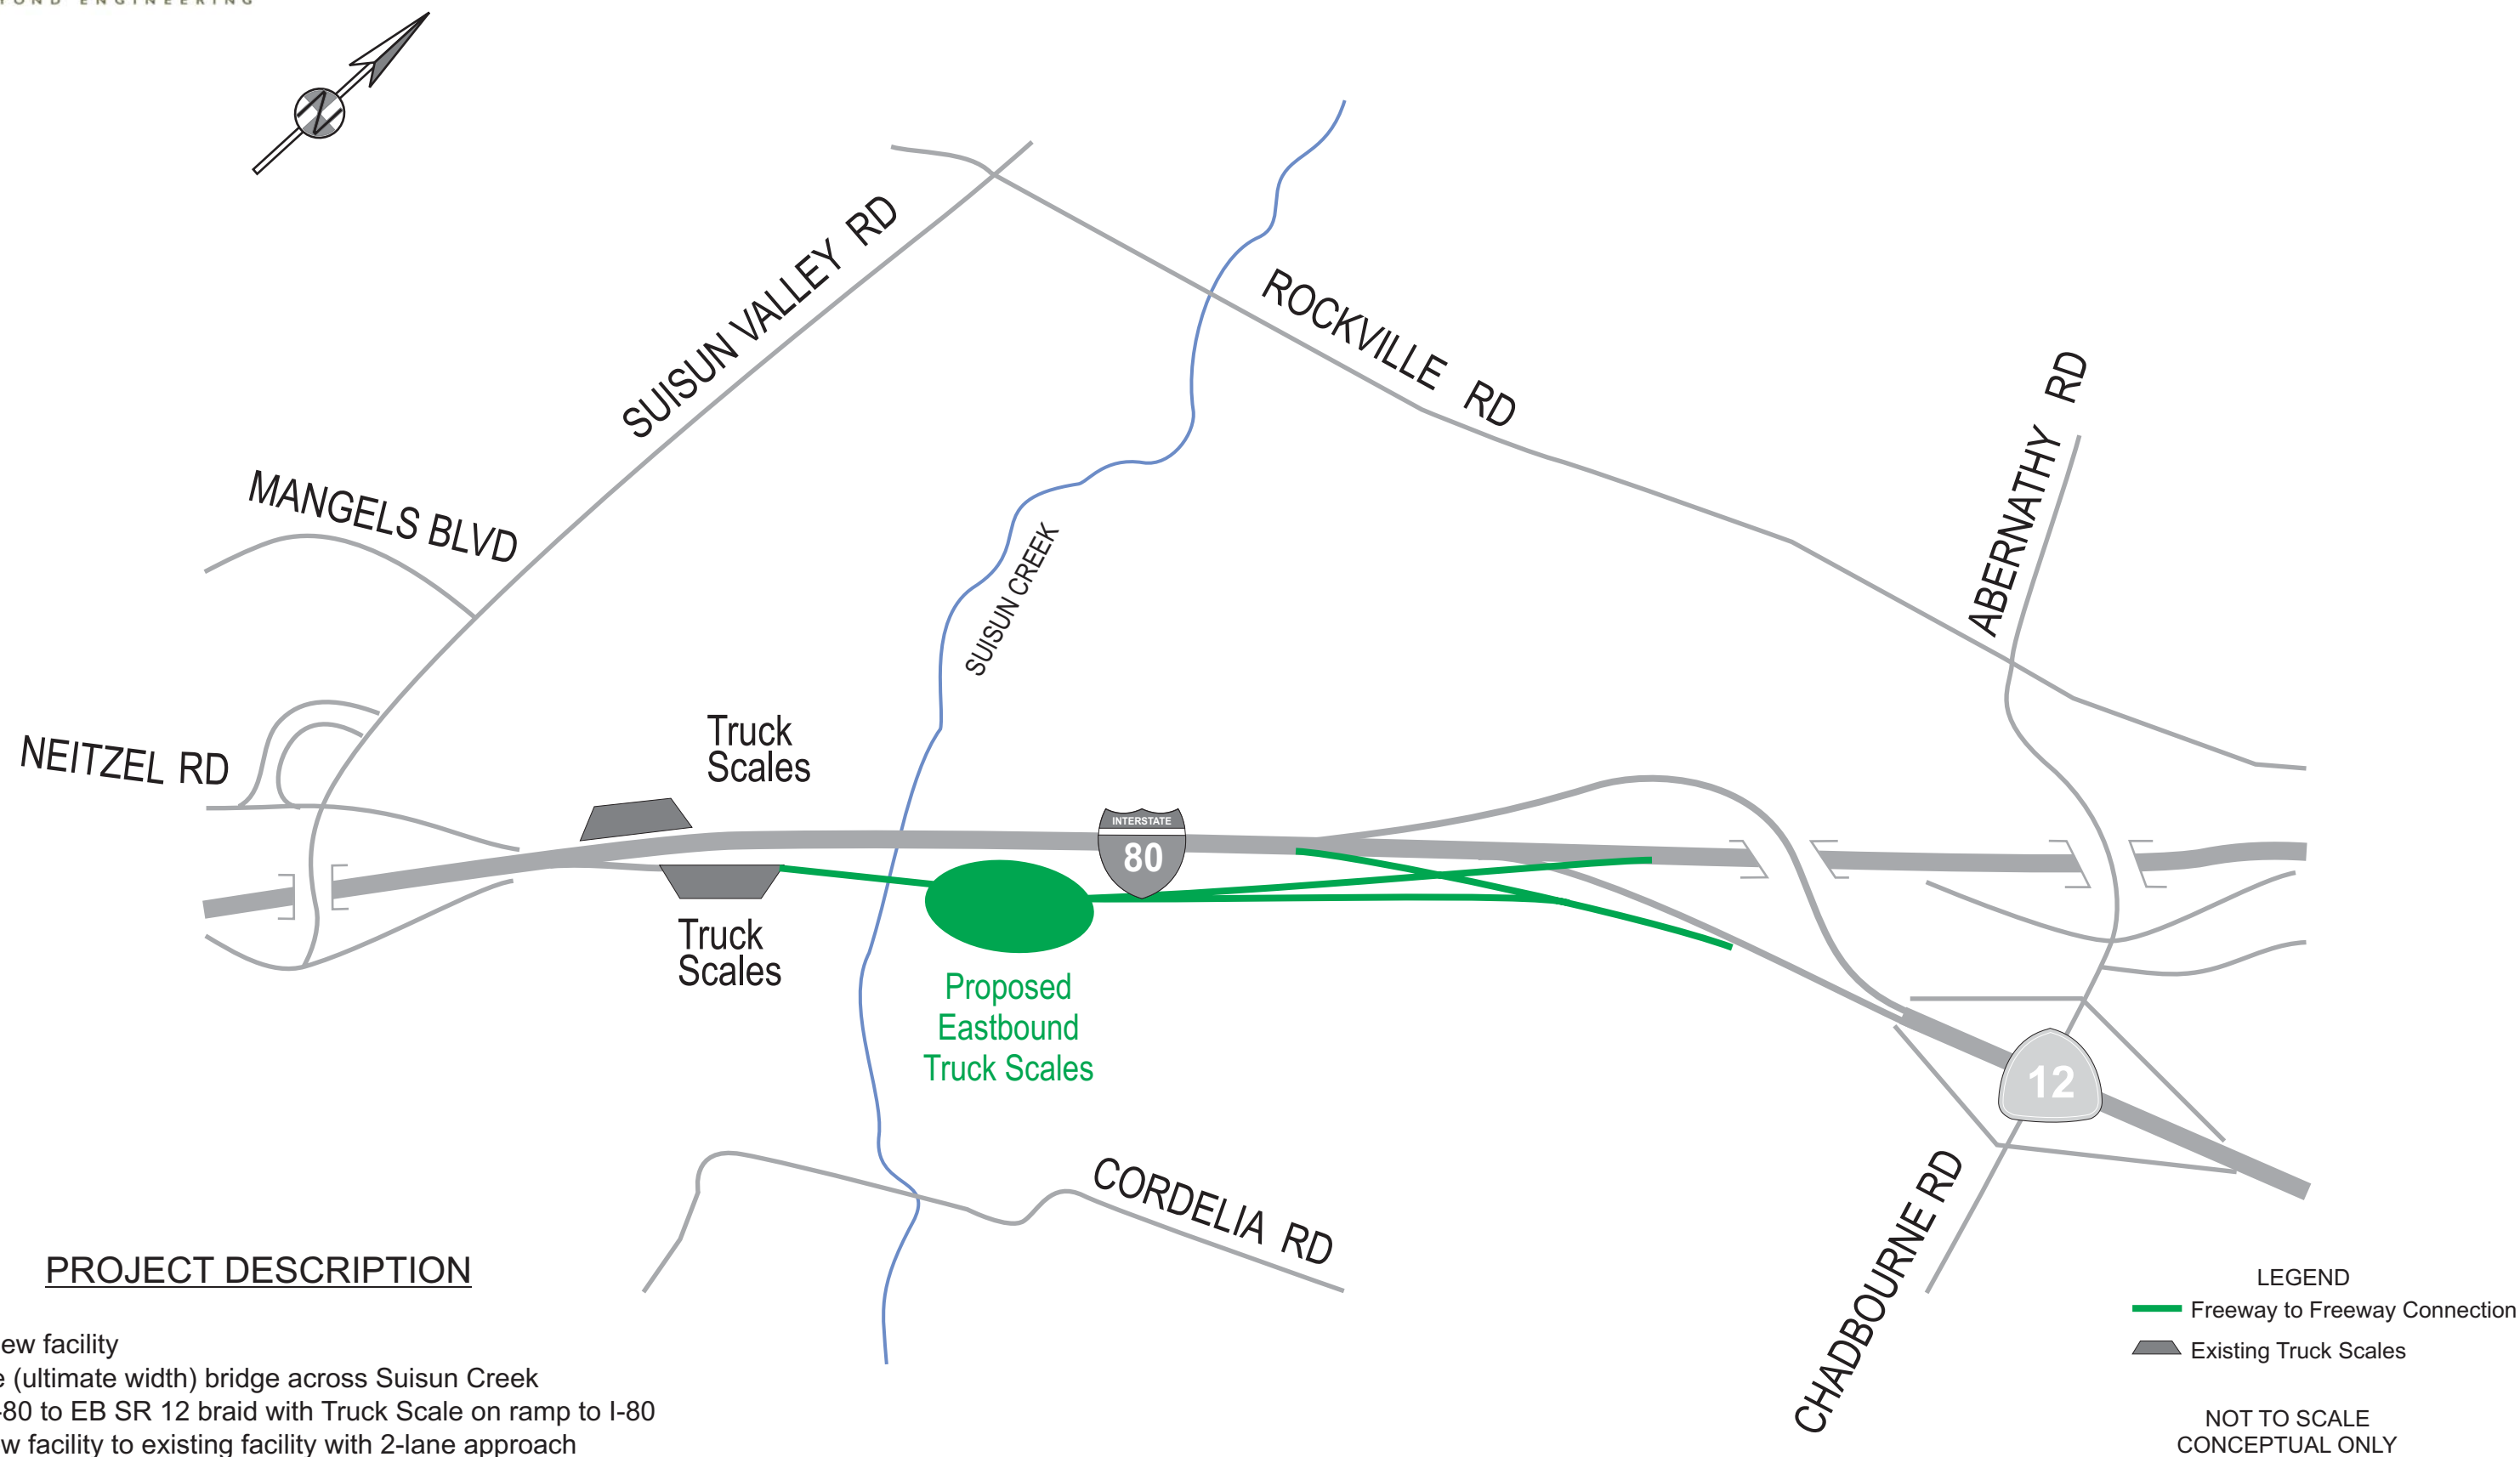 ENGINEERING
N
SUISUN VALLEY RD
ROCKVILLE RD
ABERNATHY RD
MANGELS BLVD
SUISUN CREEK
NEITZEL RD
Truck
Scales
INTERSTATE
80
Truck
Scales
Proposed
Eastbound
Truck Scales
12
CORDELIA RD
CHADBOURNE RD
PROJECT DESCRIPTION
ew facility
e (ultimate width) bridge across Suisun Creek
-80 to EB SR 12 braid with Truck Scale on ramp to I-80
w facility to existing facility with 2-lane approach
LEGEND
Freeway to Freeway Connection
Existing Truck Scales
NOT TO SCALE
CONCEPTUAL ONLY